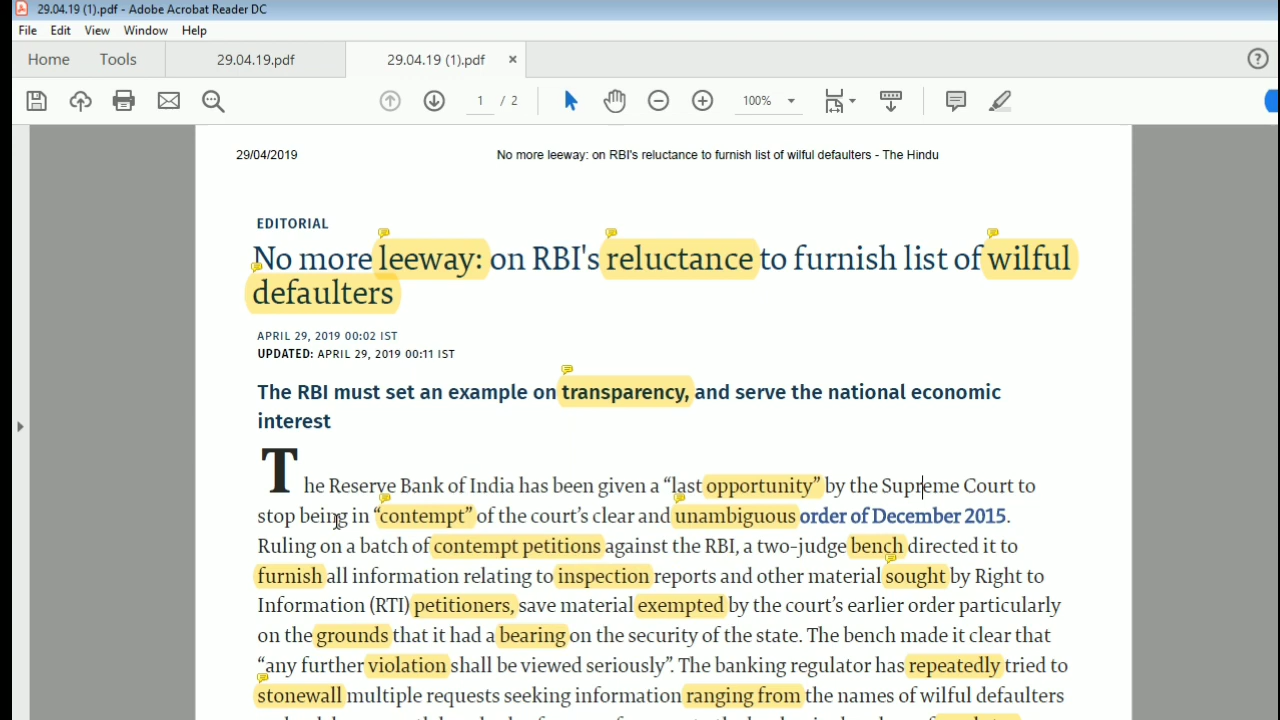 29.04.19 (1).pdf - Adobe Acrobat Reader DC
File Edit View Window Help
Home Tools 29.04.19.pdf 29.04.19 (1).pdf ×
1 / 2 100%
29/04/2019 No more leeway: on RBI's reluctance to furnish list of wilful defaulters - The Hindu
EDITORIAL
No more leeway: on RBI's reluctance to furnish list of wilful
defaulters
APRIL 29, 2019 00:02 IST
UPDATED: APRIL 29, 2019 00:11 IST
The RBI must set an example on transparency, and serve the national economic
interest
The Reserve Bank of India has been given a “last opportunity” by the Supreme Court to
stop being in “contempt” of the court’s clear and unambiguous order of December 2015.
Ruling on a batch of contempt petitions against the RBI, a two-judge bench directed it to
furnish all information relating to inspection reports and other material sought by Right to
Information (RTI) petitioners, save material exempted by the court’s earlier order particularly
on the grounds that it had a bearing on the security of the state. The bench made it clear that
“any further violation shall be viewed seriously”. The banking regulator has repeatedly tried to
stonewall multiple requests seeking information ranging from the names of wilful defaulters